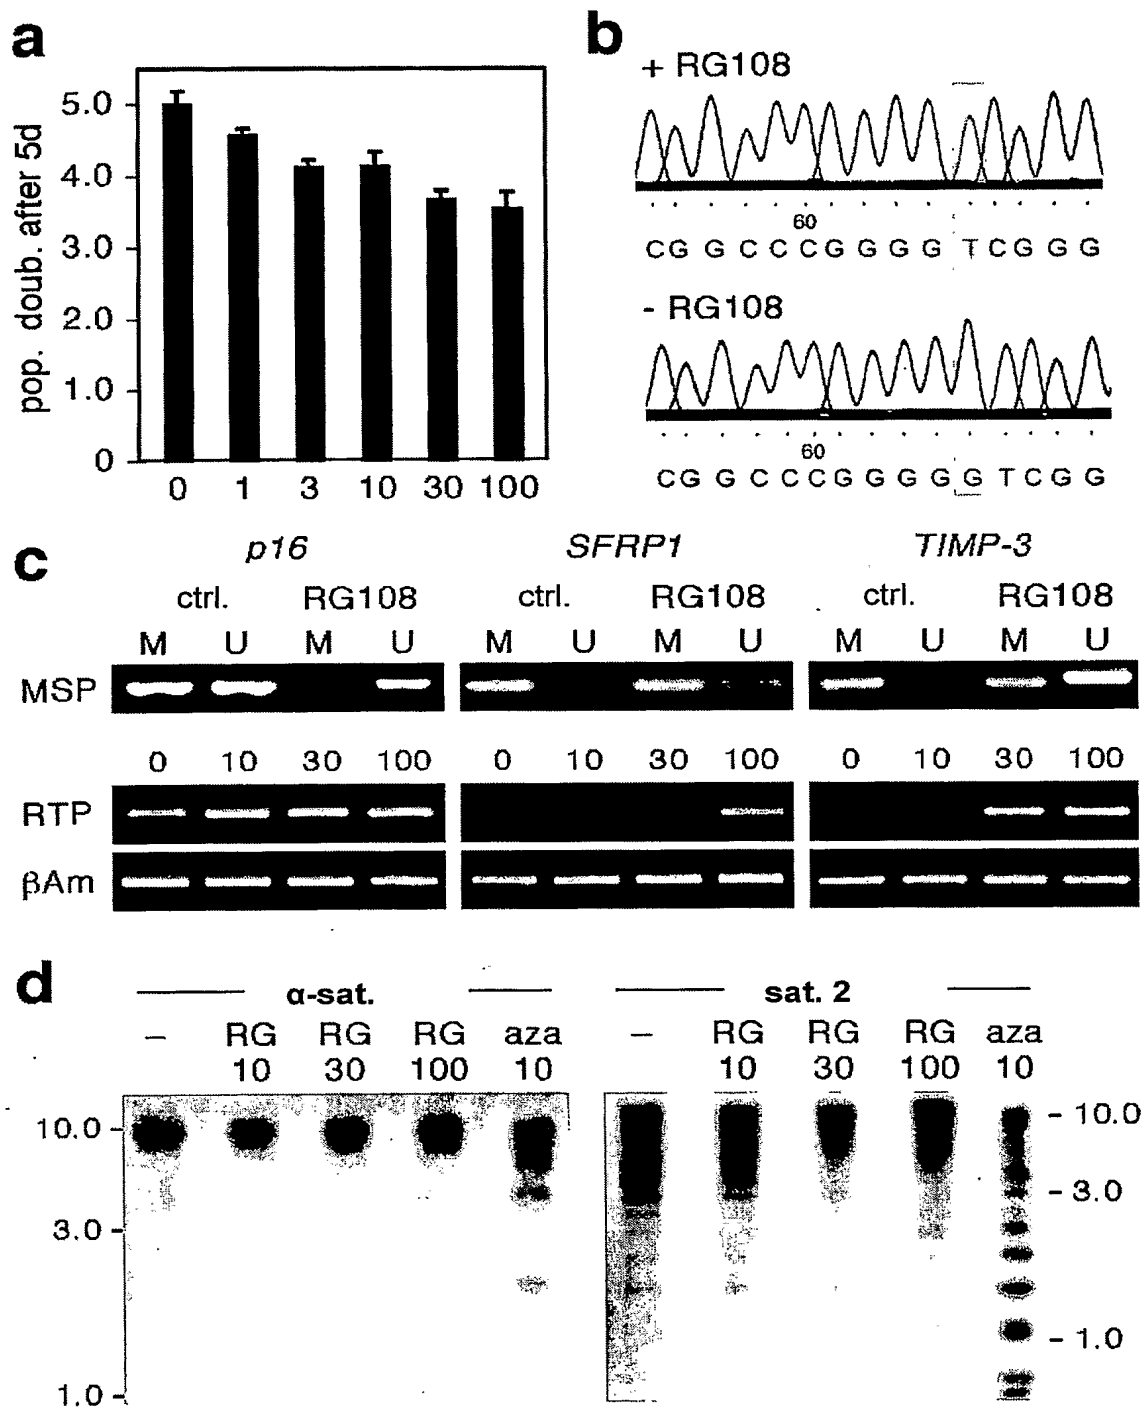 a
pop. doub. after 5d
5.0
4.0
3.0
2.0
1.0
0
0 1 3 10 30 100
b
+ RG108
60
CG G CCCGGGG TCGGG
- RG108
60
CG G CCCGGGGGTCGG
c
p16 SFRP1 TIMP-3
ctrl. RG108 ctrl. RG108 ctrl. RG108
M U M U M U M U M U M U
MSP
0 10 30 100 0 10 30 100 0 10 30 100
RTP
βAm
d
α-sat. sat. 2
– RG RG RG aza – RG RG RG aza
10 30 100 10 10 30 100 10
10.0 - - 10.0
- 3.0
3.0 -
- 1.0
1.0 -